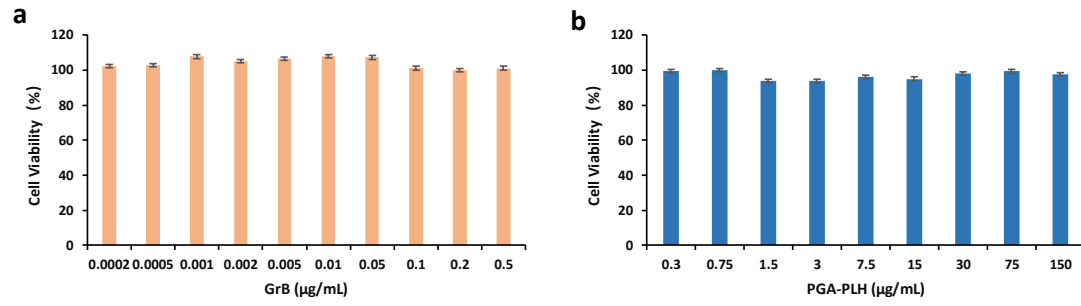 a
Cell Viability (%)
120
100
80
60
40
20
0
0.0002 0.0005 0.001 0.002 0.005 0.01 0.05 0.1 0.2 0.5
GrB (µg/mL)
b
Cell Viability (%)
120
100
80
60
40
20
0
0.3 0.75 1.5 3 7.5 15 30 75 150
PGA-PLH (µg/mL)